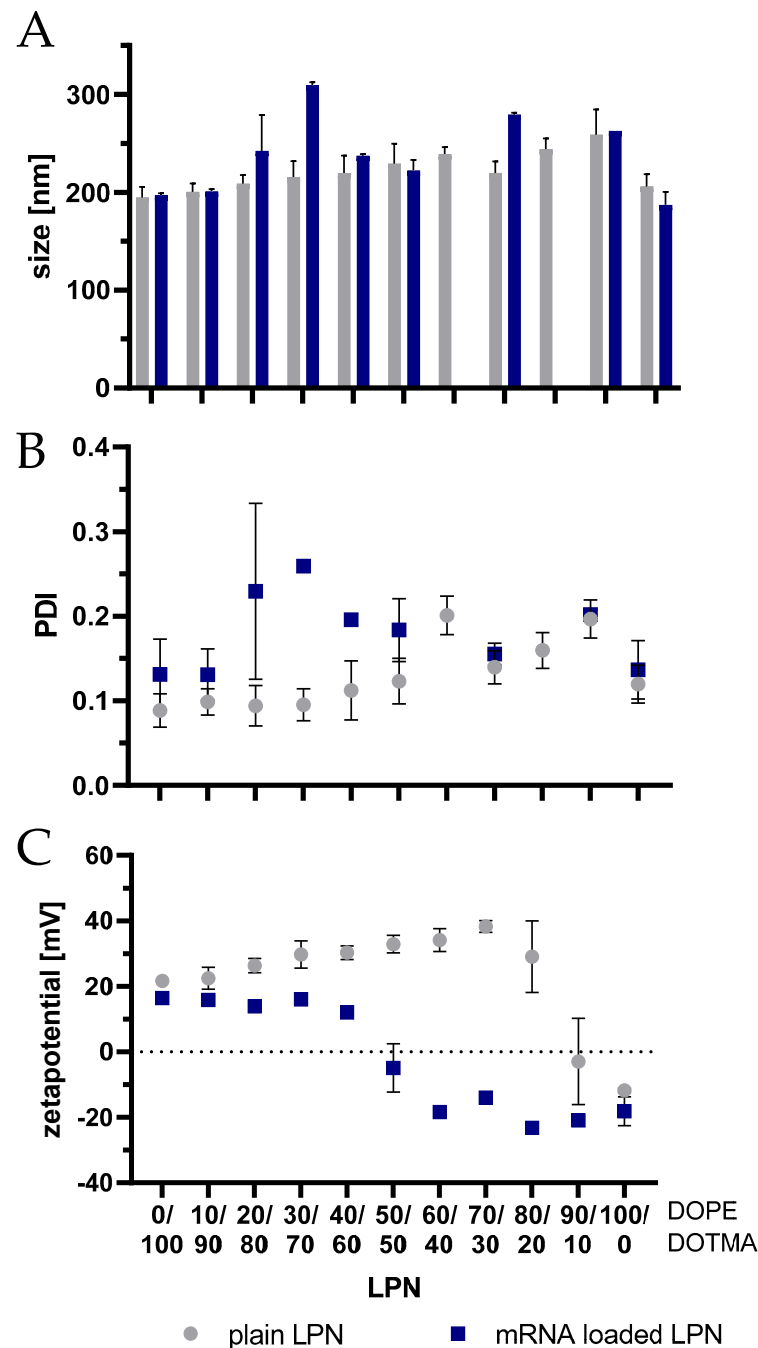 A
size [nm]
300
200
100
0
B
PDI
0.4
0.3
0.2
0.1
0.0
C
zetapotential [mV]
60
40
20
0
-20
-40
0/ 10/ 20/ 30/ 40/ 50/ 60/ 70/ 80/ 90/ 100/ DOPE
100 90 80 70 60 50 40 30 20 10 0 DOTMA
LPN
plain LPN mRNA loaded LPN